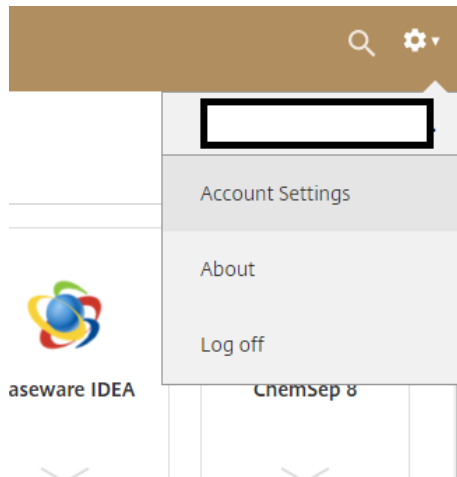 Account Settings
About
Log off
aseware IDEA
ChemSep 8